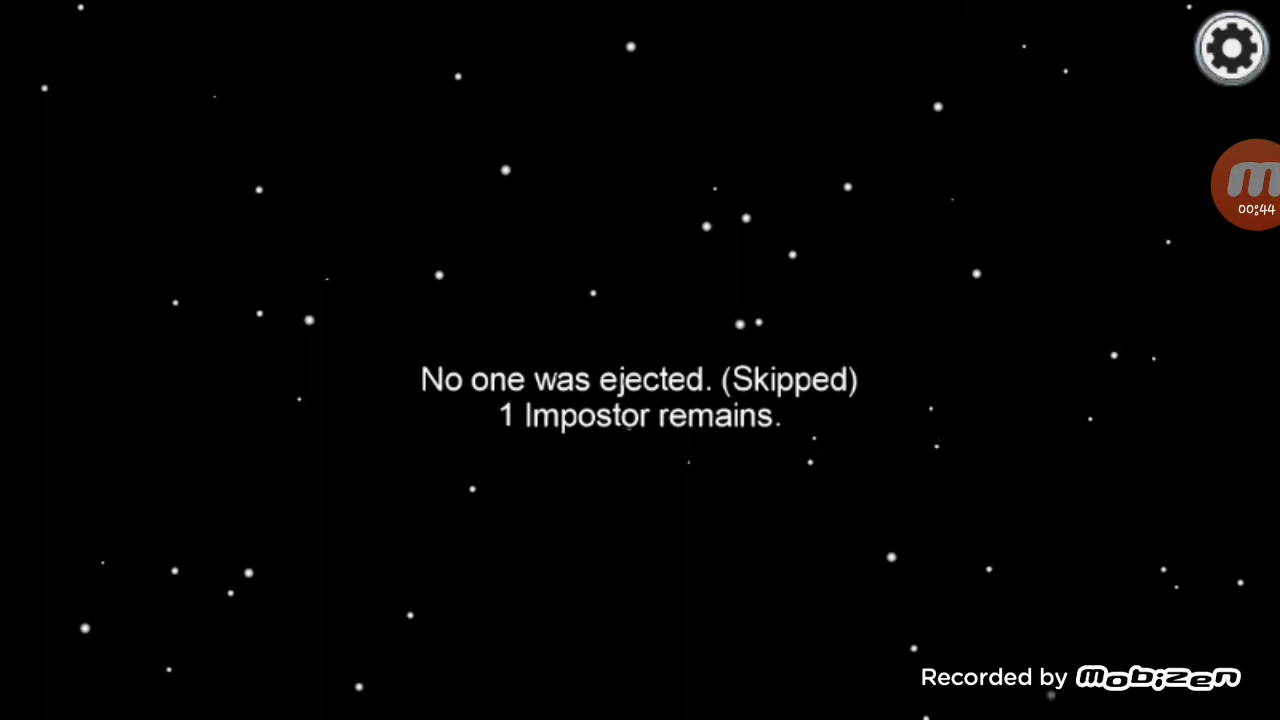 00:44
No one was ejected. (Skipped)
1 Impostor remains.
Recorded by mobizen